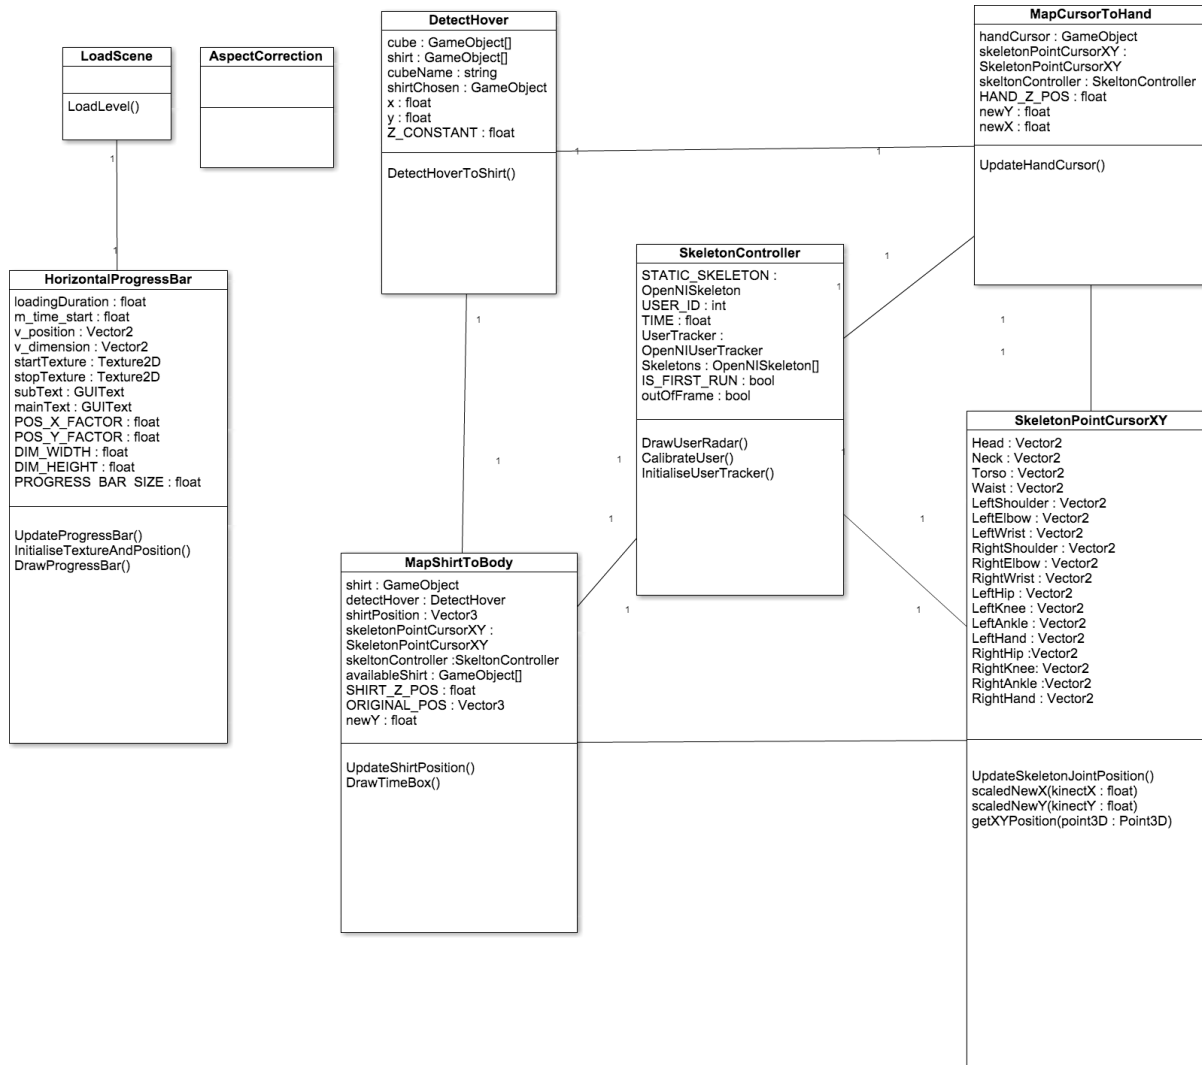 LoadScene
LoadLevel()
AspectCorrection
DetectHover
cube : GameObject[]
shirt : GameObject[]
cubeName : string
shirtChosen : GameObject
x : float
y : float
Z_CONSTANT : float
DetectHoverToShirt()
MapCursorToHand
handCursor : GameObject
skeletonPointCursorXY :
SkeletonPointCursorXY
skeltonController : SkeltonController
HAND_Z_POS : float
newY : float
newX : float
UpdateHandCursor()
1
1
1
1
HorizontalProgressBar
loadingDuration : float
m_time_start : float
v_position : Vector2
v_dimension : Vector2
startTexture : Texture2D
stopTexture : Texture2D
subText : GUIText
mainText : GUIText
POS_X_FACTOR : float
POS_Y_FACTOR : float
DIM_WIDTH : float
DIM_HEIGHT : float
PROGRESS_BAR_SIZE : float
UpdateProgressBar()
InitialiseTextureAndPosition()
DrawProgressBar()
SkeletonController
STATIC_SKELETON :
OpenNISkeleton
USER_ID : int
TIME : float
UserTracker :
OpenNIUserTracker
Skeletons : OpenNISkeleton[]
IS_FIRST_RUN : bool
outOfFrame : bool
DrawUserRadar()
CalibrateUser()
InitialiseUserTracker()
1
1
1
1
1
1
1
1
1
1
1
1
1
SkeletonPointCursorXY
Head : Vector2
Neck : Vector2
Torso : Vector2
Waist : Vector2
LeftShoulder : Vector2
LeftElbow : Vector2
LeftWrist : Vector2
RightShoulder : Vector2
RightElbow : Vector2
RightWrist : Vector2
LeftHip : Vector2
LeftKnee : Vector2
LeftAnkle : Vector2
LeftHand : Vector2
RightHip :Vector2
RightKnee: Vector2
RightAnkle :Vector2
RightHand : Vector2
UpdateSkeletonJointPosition()
scaledNewX(kinectX : float)
scaledNewY(kinectY : float)
getXYPosition(point3D : Point3D)
MapShirtToBody
shirt : GameObject
detectHover : DetectHover
shirtPosition : Vector3
skeletonPointCursorXY :
SkeletonPointCursorXY
skeltonController :SkeltonController
availableShirt : GameObject[]
SHIRT_Z_POS : float
ORIGINAL_POS : Vector3
newY : float
UpdateShirtPosition()
DrawTimeBox()